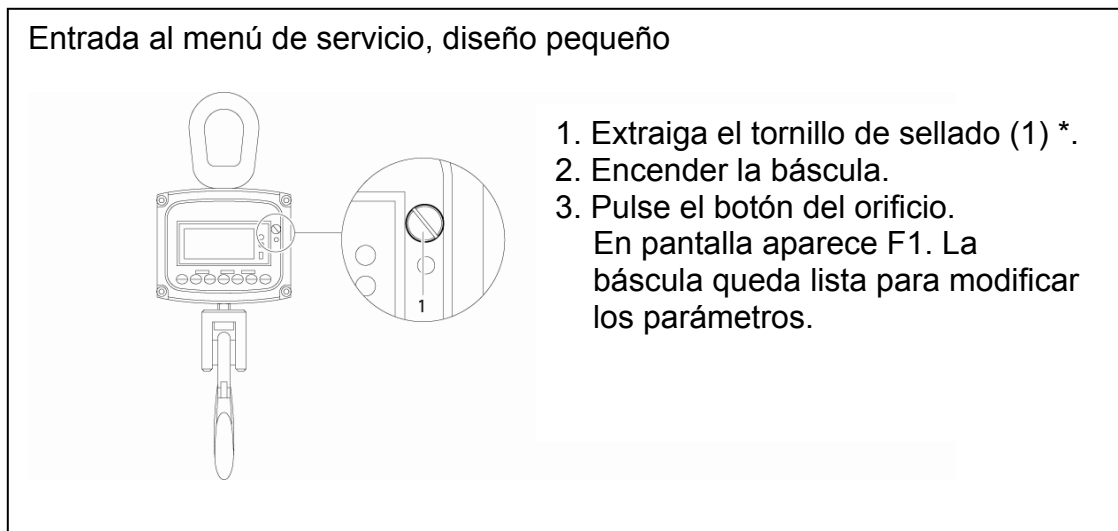 Entrada al menú de servicio, diseño pequeño
1. Extraiga el tornillo de sellado (1) *.
2. Encender la báscula.
3. Pulse el botón del orificio.
En pantalla aparece F1. La
báscula queda lista para modificar
los parámetros.
1